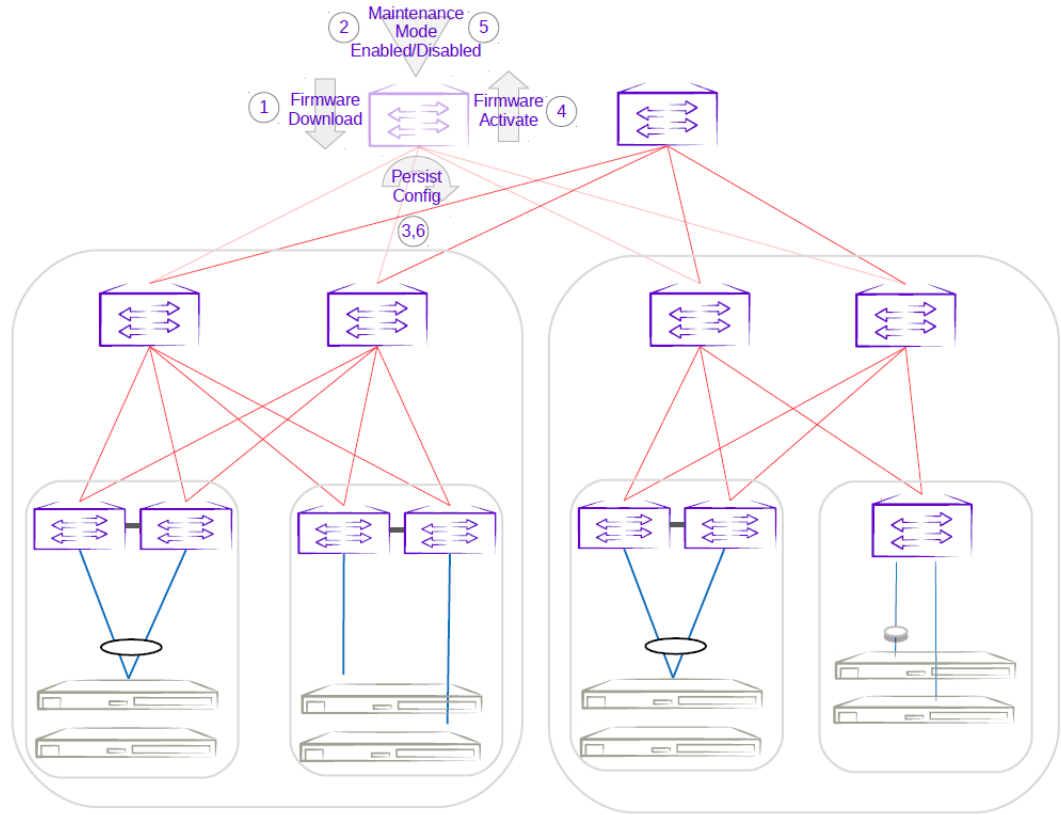 2
Maintenance
Mode
Enabled/Disabled
5
1
Firmware
Download
Firmware
Activate
4
Persist
Config
3,6